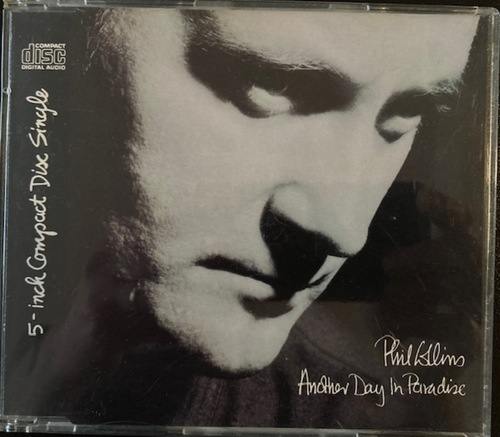 COMPACT
disc
DIGITAL AUDIO
5-inch Compact Disc Single
Phil Collins
Another Day In Paradise